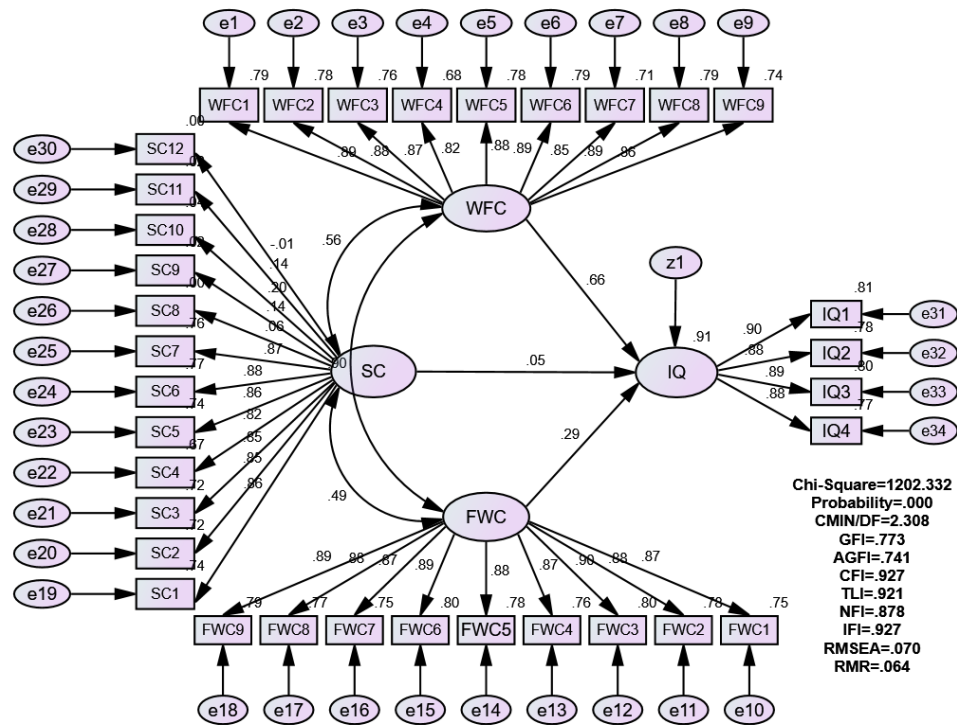 e1 e2 e3 e4 e5 e6 e7 e8 e9
.79 .78 .76 .68 .78 .79 .71 .79 .74
WFC1 WFC2 WFC3 WFC4 WFC5 WFC6 WFC7 WFC8 WFC9
.89 .88 .87 .82 .88 .89 .85 .89 .86
WFC
.00
e30 SC12
.02
e29 SC11
.04
e28 SC10
.02
e27 SC9
.00
e26 SC8
.76
e25 SC7
.77
e24 SC6
.74
e23 SC5
.67
e22 SC4
.72
e21 SC3
.72
e20 SC2
.74
e19 SC1
-.01
.14
.20
.14
.06
.87
.88
.86
.82
.85
.85
.86
SC
.56
.90
.49
.66
.05
.29
z1
.91
IQ
.90
.88
.89
.88
.81
IQ1 e31
.78
IQ2 e32
.80
IQ3 e33
.77
IQ4 e34
FWC
.89 .88 .87 .89 .88 .87 .90 .88 .87
.79 .77 .75 .80 .78 .76 .80 .78 .75
FWC9 FWC8 FWC7 FWC6 FWC5 FWC4 FWC3 FWC2 FWC1
e18 e17 e16 e15 e14 e13 e12 e11 e10
Chi-Square=1202.332
Probability=.000
CMIN/DF=2.308
GFI=.773
AGFI=.741
CFI=.927
TLI=.921
NFI=.878
IFI=.927
RMSEA=.070
RMR=.064